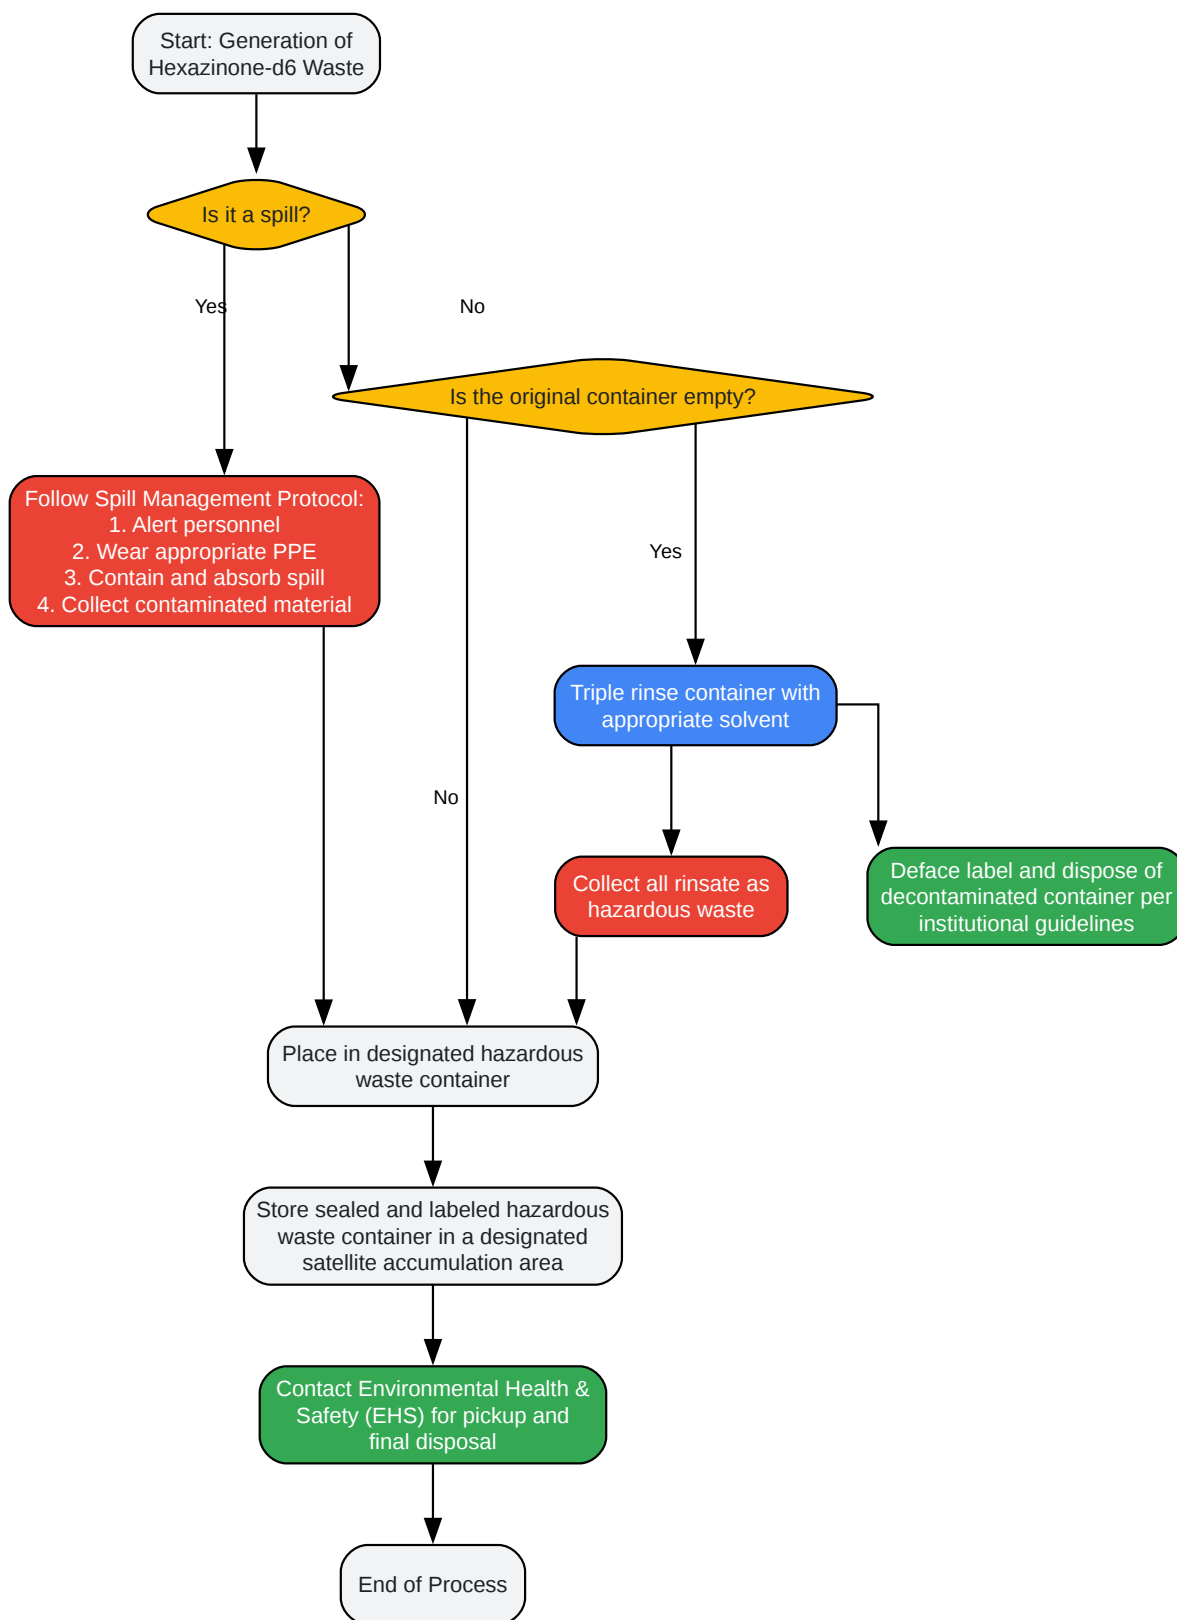 Start: Generation of
Hexazinone-d6 Waste
Is it a spill?
Yes
No
Is the original container empty?
Follow Spill Management Protocol:
1. Alert personnel
2. Wear appropriate PPE
3. Contain and absorb spill
4. Collect contaminated material
Yes
Triple rinse container with
appropriate solvent
No
Collect all rinsate as
hazardous waste
Deface label and dispose of
decontaminated container per
institutional guidelines
Place in designated hazardous
waste container
Store sealed and labeled hazardous
waste container in a designated
satellite accumulation area
Contact Environmental Health &
Safety (EHS) for pickup and
final disposal
End of Process